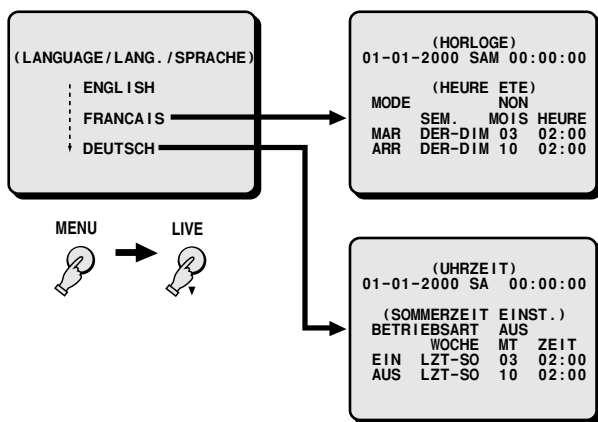 (LANGUAGE/LANG./SPRACHE)
ENGLISH
FRANCAIS
DEUTSCH
MENU
LIVE
(HORLOGE)
01-01-2000 SAM 00:00:00
(HEURE ETE)
MODE NON
SEM. MOIS HEURE
MAR DER-DIM 03 02:00
ARR DER-DIM 10 02:00
(UHRZEIT)
01-01-2000 SA 00:00:00
(SOMMERZEIT EINST.)
BETRIEBSART AUS
WOCHE MT ZEIT
EIN LZT-SO 03 02:00
AUS LZT-SO 10 02:00